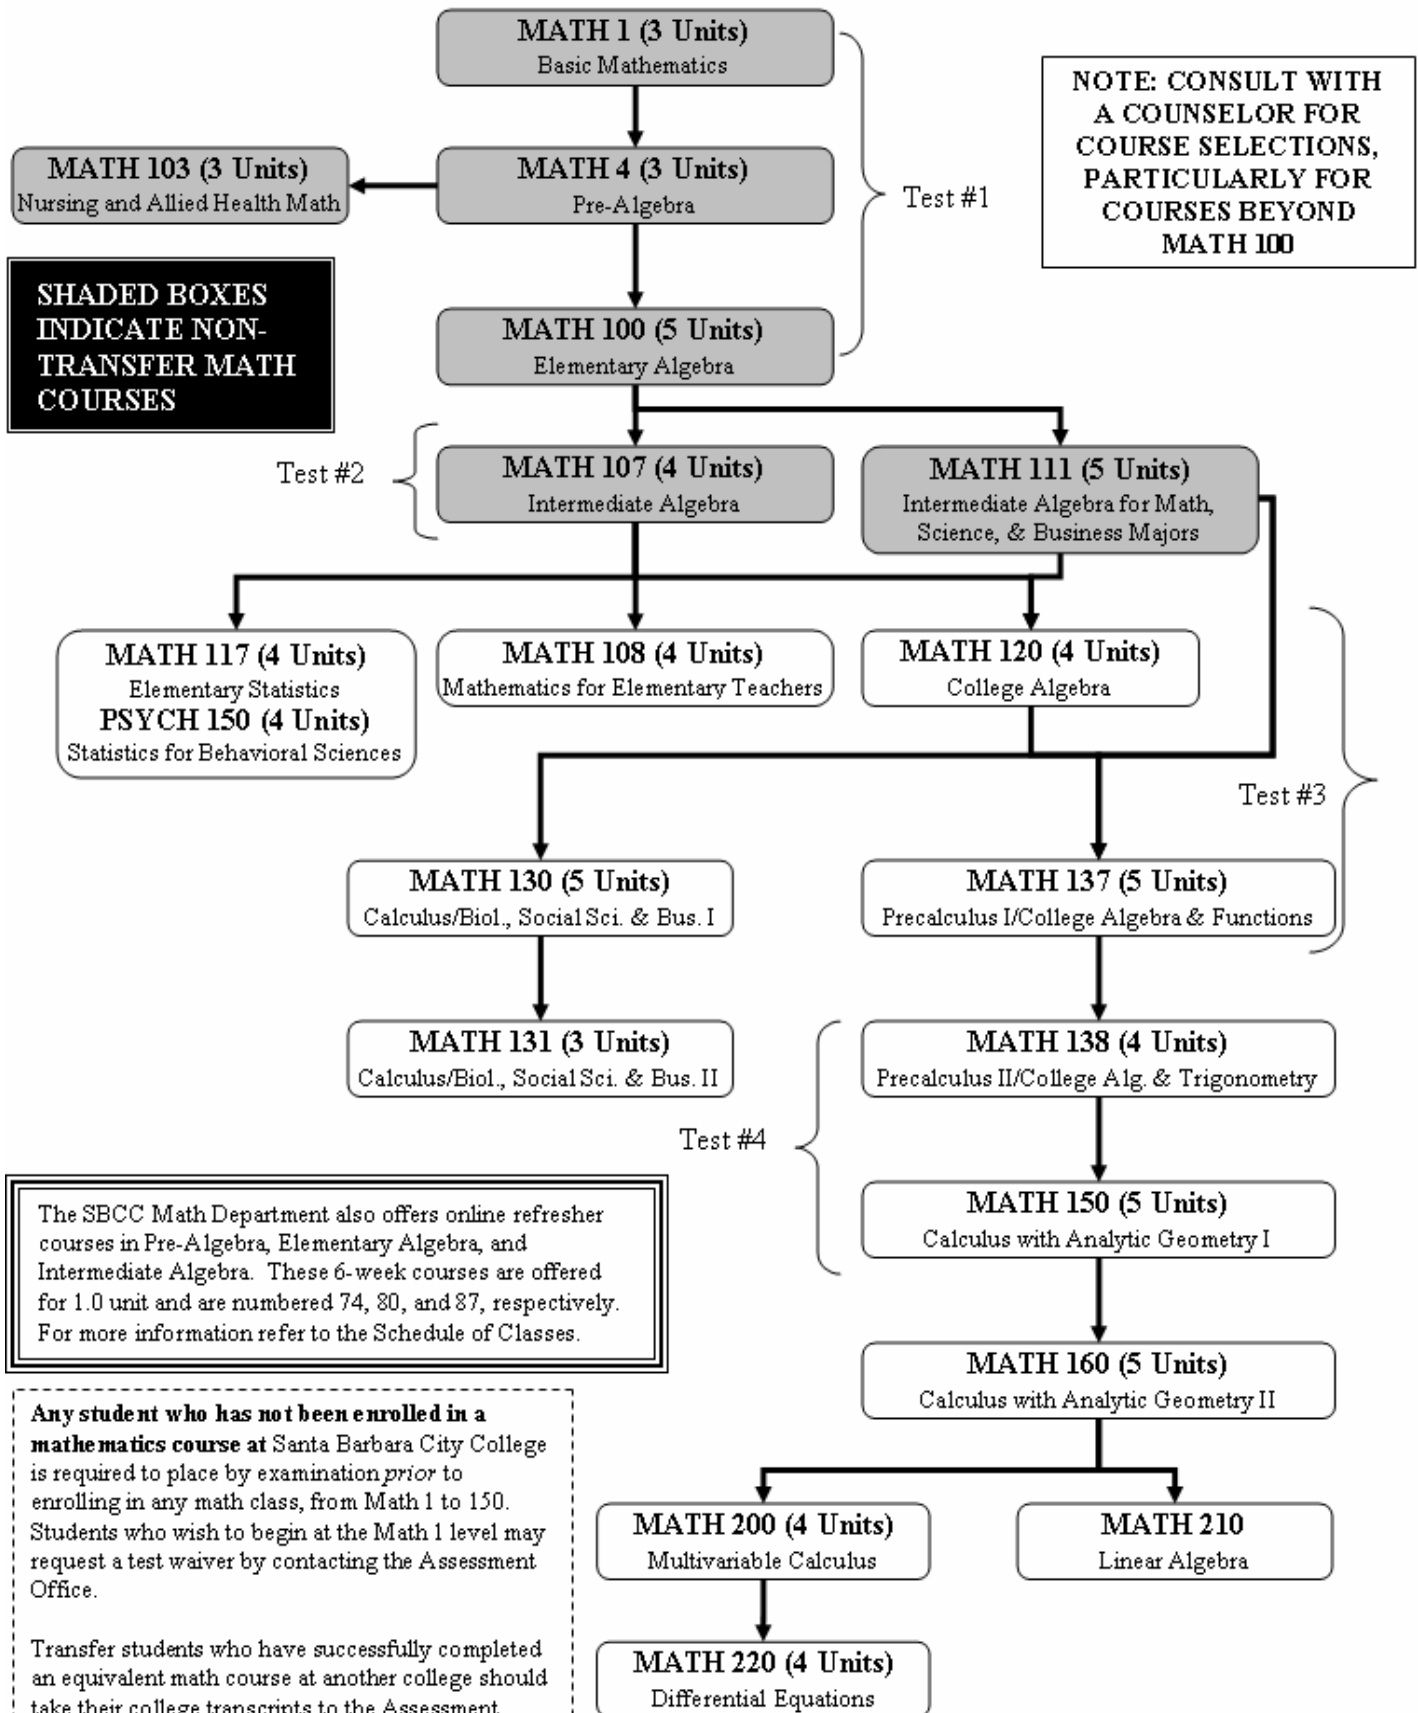 MATH 1 (3 Units)
Basic Mathematics
NOTE: CONSULT WITH
A COUNSELOR FOR
COURSE SELECTIONS,
PARTICULARLY FOR
COURSES BEYOND
MATH 100
MATH 103 (3 Units)
Nursing and Allied Health Math
MATH 4 (3 Units)
Pre-Algebra
Test #1
SHADED BOXES
INDICATE NON-
TRANSFER MATH
COURSES
MATH 100 (5 Units)
Elementary Algebra
Test #2
MATH 107 (4 Units)
Intermediate Algebra
MATH 111 (5 Units)
Intermediate Algebra for Math,
Science, & Business Majors
MATH 117 (4 Units)
Elementary Statistics
PSYCH 150 (4 Units)
Statistics for Behavioral Sciences
MATH 108 (4 Units)
Mathematics for Elementary Teachers
MATH 120 (4 Units)
College Algebra
Test #3
MATH 130 (5 Units)
Calculus/Biol., Social Sci. & Bus. I
MATH 137 (5 Units)
Precalculus I/College Algebra & Functions
MATH 131 (3 Units)
Calculus/Biol., Social Sci. & Bus. II
MATH 138 (4 Units)
Precalculus II/College Alg. & Trigonometry
Test #4
MATH 150 (5 Units)
Calculus with Analytic Geometry I
The SBCC Math Department also offers online refresher
courses in Pre-Algebra, Elementary Algebra, and
Intermediate Algebra. These 6-week courses are offered
for 1.0 unit and are numbered 74, 80, and 87, respectively.
For more information refer to the Schedule of Classes.
MATH 160 (5 Units)
Calculus with Analytic Geometry II
Any student who has not been enrolled in a
mathematics course at Santa Barbara City College
is required to place by examination prior to
enrolling in any math class, from Math 1 to 150.
Students who wish to begin at the Math 1 level may
request a test waiver by contacting the Assessment
Office.
MATH 200 (4 Units)
Multivariable Calculus
MATH 210
Linear Algebra
Transfer students who have successfully completed
an equivalent math course at another college should
take their college transcripts to the Assessment
MATH 220 (4 Units)
Differential Equations